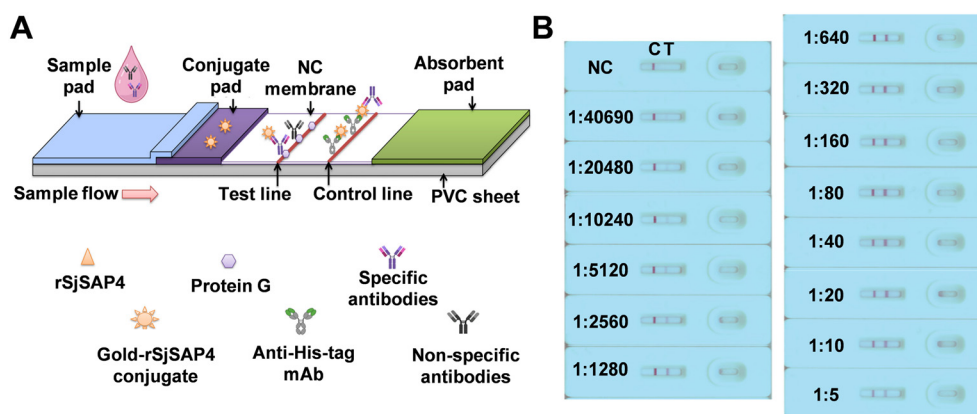 A
Sample
pad
Conjugate
pad
NC
membrane
Absorbent
pad
Sample flow
Test line
Control line
PVC sheet
rSjSAP4
Protein G
Specific
antibodies
Gold-rSjSAP4
conjugate
Anti-His-tag
mAb
Non-specific
antibodies
B
C T
NC
1:40690
1:20480
1:10240
1:5120
1:2560
1:1280
1:640
1:320
1:160
1:80
1:40
1:20
1:10
1:5